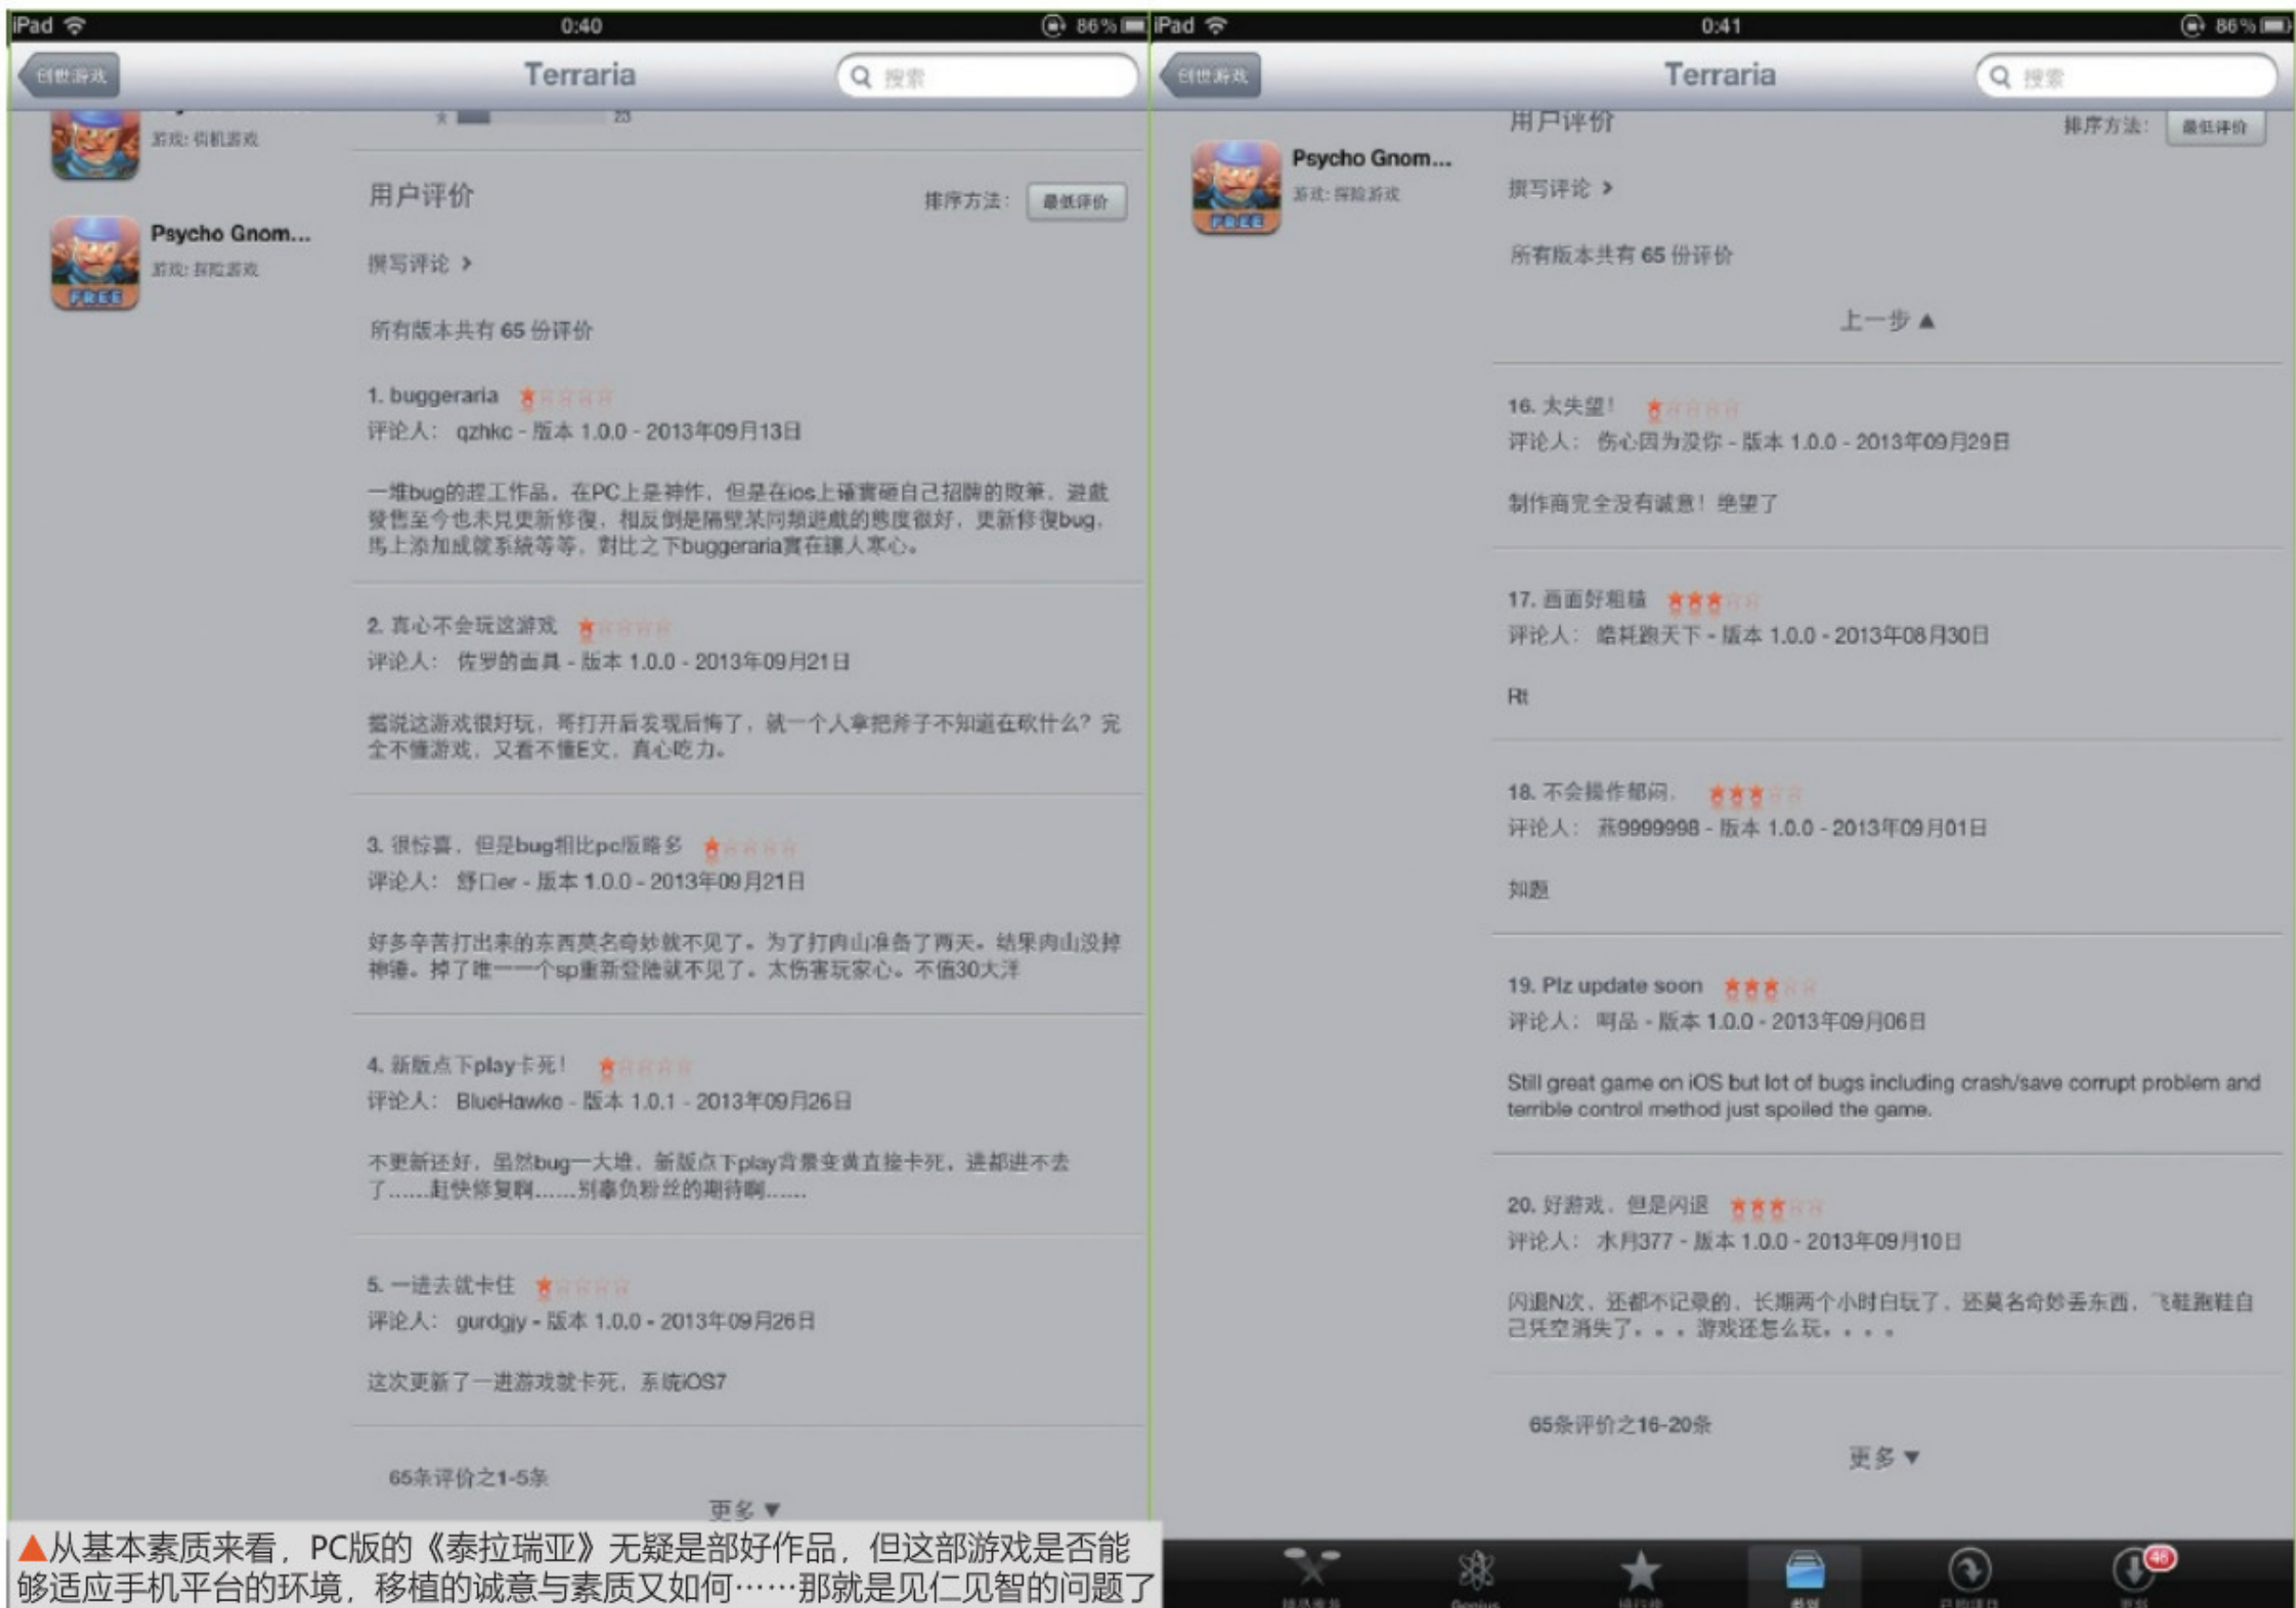 iPad
0:40
86%
创世游戏
Terraria
搜索
23
游戏: 街机游戏
Psycho Gnom...
游戏: 探险游戏
FREE
用户评价
排序方法：
最低评价
撰写评论
所有版本共有 65 份评价
1. buggeraria
评论人： qzhkc - 版本 1.0.0 - 2013年09月13日
一堆bug的趕工作品，在PC上是神作，但是在ios上確實砸自己招牌的敗筆，遊戲
發售至今也未見更新修復，相反倒是隔壁某同類遊戲的態度很好，更新修復bug，
馬上添加成就系統等等，對比之下buggeraria實在讓人寒心。
2. 真心不会玩这游戏
评论人： 佐罗的面具 - 版本 1.0.0 - 2013年09月21日
据说这游戏很好玩，哥打开后发现后悔了，就一个人拿把斧子不知道在砍什么？完
全不懂游戏，又看不懂E文，真心吃力。
3. 很惊喜，但是bug相比pc版略多
评论人： 舒口er - 版本 1.0.0 - 2013年09月21日
好多辛苦打出来的东西莫名奇妙就不见了。为了打肉山准备了两天。结果肉山没掉
神锤。掉了唯一一个sp重新登陆就不见了。太伤害玩家心。不值30大洋
4. 新版点下play卡死！
评论人： BlueHawke - 版本 1.0.1 - 2013年09月26日
不更新还好，虽然bug一大堆，新版点下play背景变黄直接卡死，进都进不去
了……赶快修复啊……别辜负粉丝的期待啊……
5. 一进去就卡住
评论人： gurdgjy - 版本 1.0.0 - 2013年09月26日
这次更新了一进游戏就卡死，系统iOS7
65条评价之1-5条
更多 ▼
▲从基本素质来看，PC版的《泰拉瑞亚》无疑是部好作品，但这部游戏是否能
够适应手机平台的环境，移植的诚意与素质又如何……那就是见仁见智的问题了
iPad
0:41
86%
创世游戏
Terraria
搜索
Psycho Gnom...
游戏: 探险游戏
FREE
用户评价
排序方法：
最低评价
撰写评论
所有版本共有 65 份评价
上一步 ▲
16. 太失望！
评论人： 伤心因为没你 - 版本 1.0.0 - 2013年09月29日
制作商完全没有诚意！绝望了
17. 画面好粗糙
评论人： 皓耗跑天下 - 版本 1.0.0 - 2013年08月30日
Rt
18. 不会操作郁闷．
评论人： 燕9999998 - 版本 1.0.0 - 2013年09月01日
如题
19. Plz update soon
评论人： 呵品 - 版本 1.0.0 - 2013年09月06日
Still great game on iOS but lot of bugs including crash/save corrupt problem and
terrible control method just spoiled the game.
20. 好游戏，但是闪退
评论人： 水月377 - 版本 1.0.0 - 2013年09月10日
闪退N次，还都不记录的，长期两个小时白玩了，还莫名奇妙丢东西，飞鞋跑鞋自
己凭空消失了。。。游戏还怎么玩。。。。
65条评价之16-20条
更多 ▼
46
Genius